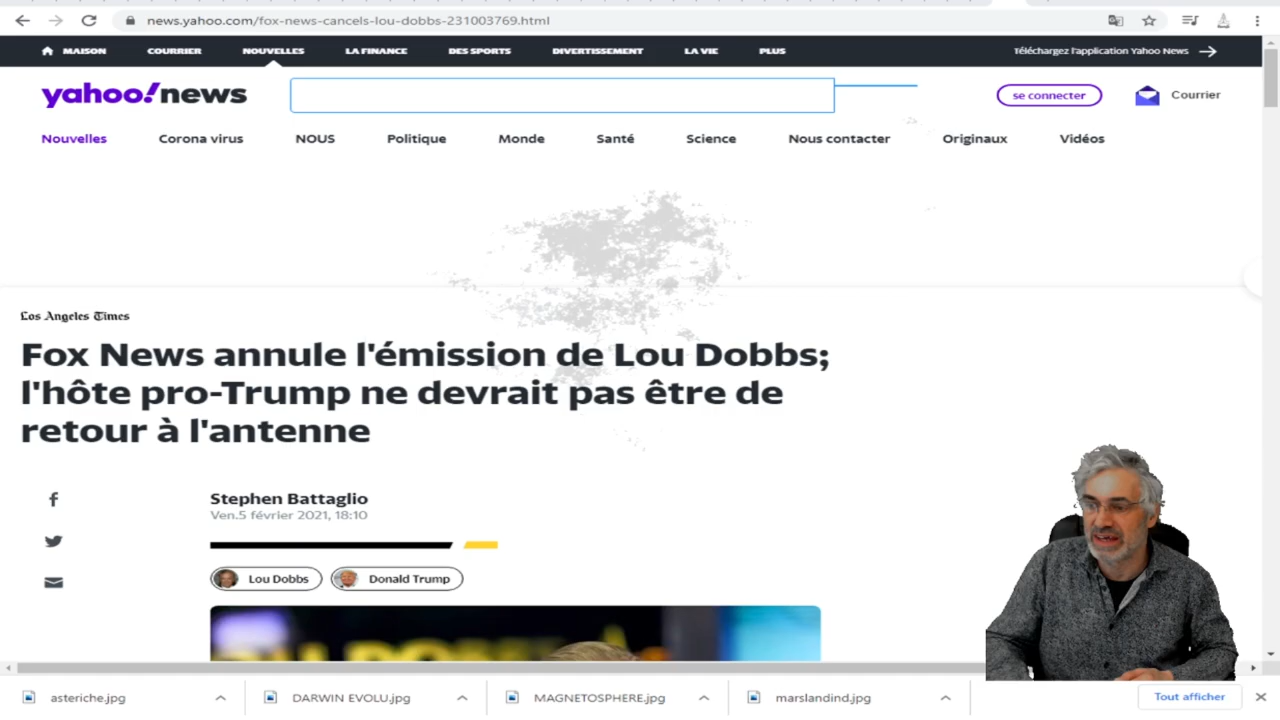 news.yahoo.com/fox-news-cancels-lou-dobbs-231003769.html
MAISON COURRIER NOUVELLES LA FINANCE DES SPORTS DIVERTISSEMENT LA VIE PLUS Téléchargez l'application Yahoo News
yahoo!news se connecter Courrier
Nouvelles Corona virus NOUS Politique Monde Santé Science Nous contacter Originaux Vidéos
Los Angeles Times
Fox News annule l'émission de Lou Dobbs;
l'hôte pro-Trump ne devrait pas être de
retour à l'antenne
Stephen Battaglio
Ven.5 février 2021, 18:10
Lou Dobbs Donald Trump
asteriche.jpg DARWIN EVOLU.jpg MAGNETOSPHERE.jpg marslandind.jpg Tout afficher